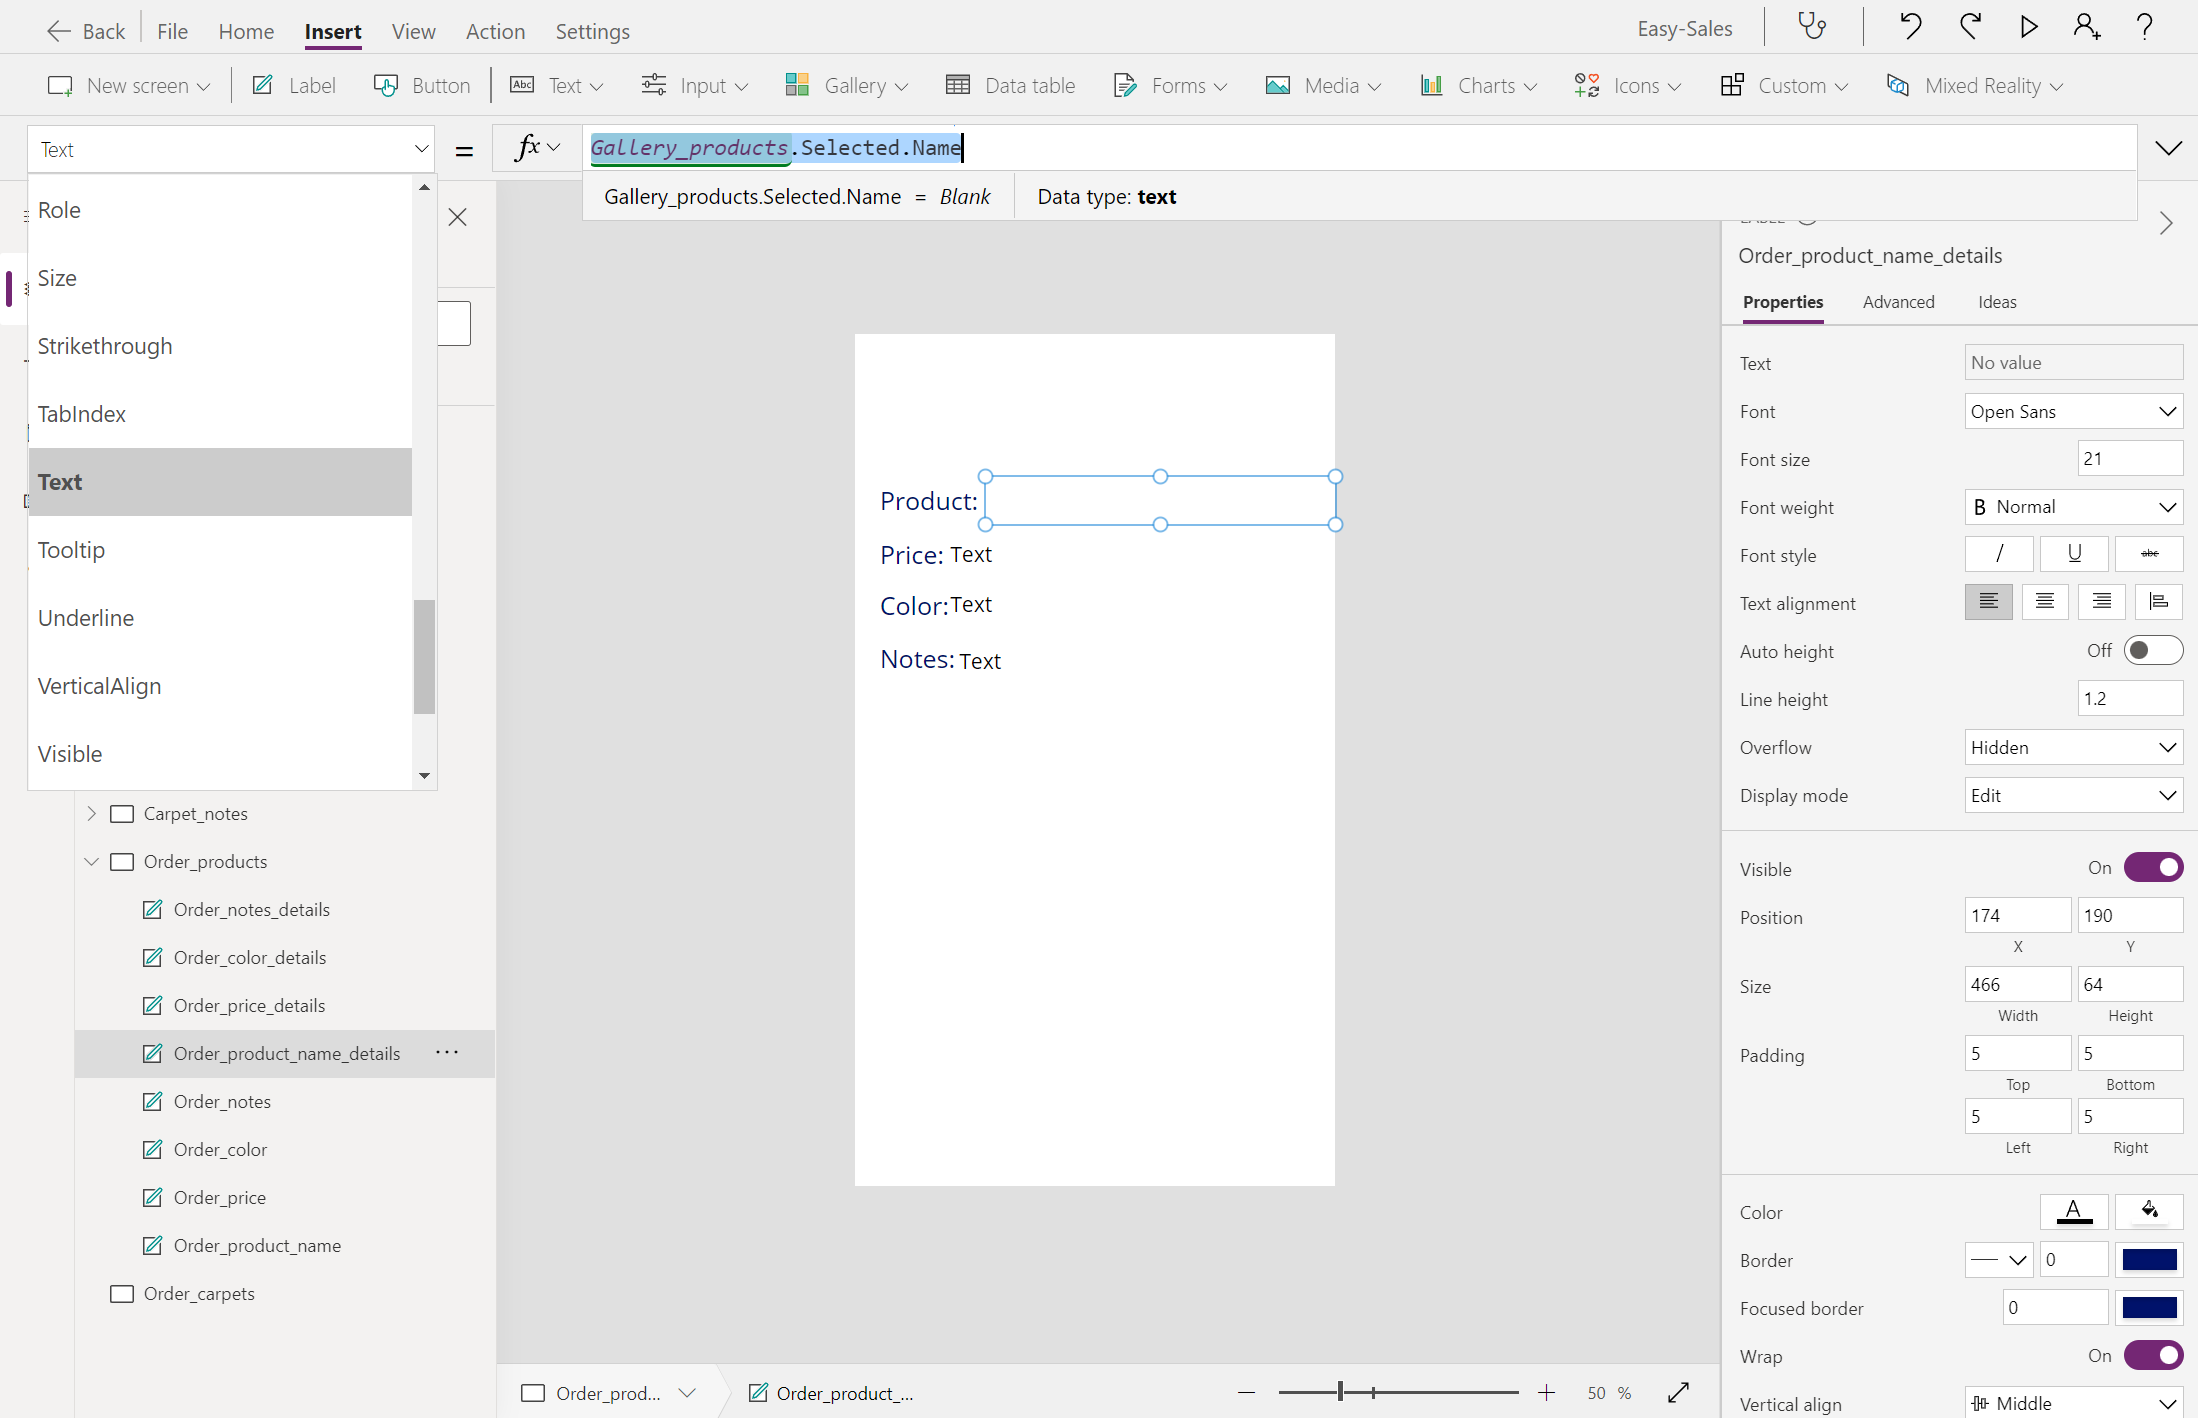 Back File Home Insert View Action Settings Easy-Sales
New screen Label Button Abc Text Input Gallery Data table Forms Media Charts Icons Custom Mixed Reality
Text = fx Gallery_products.Selected.Name
Gallery_products.Selected.Name = Blank Data type: text
Role
Size
Strikethrough
TabIndex
Text
Tooltip
Underline
VerticalAlign
Visible
Carpet_notes
Order_products
Order_notes_details
Order_color_details
Order_price_details
Order_product_name_details ...
Order_notes
Order_color
Order_price
Order_product_name
Order_carpets
Product:
Price: Text
Color: Text
Notes: Text
Order_prod... Order_product_... 50 %
LABEL
Order_product_name_details
Properties Advanced Ideas
Text No value
Font Open Sans
Font size 21
Font weight B Normal
Font style / U abc
Text alignment
Auto height Off
Line height 1.2
Overflow Hidden
Display mode Edit
Visible On
Position 174 190
X Y
Size 466 64
Width Height
Padding 5 5
Top Bottom
5 5
Left Right
Color A
Border 0
Focused border 0
Wrap On
Vertical align Middle